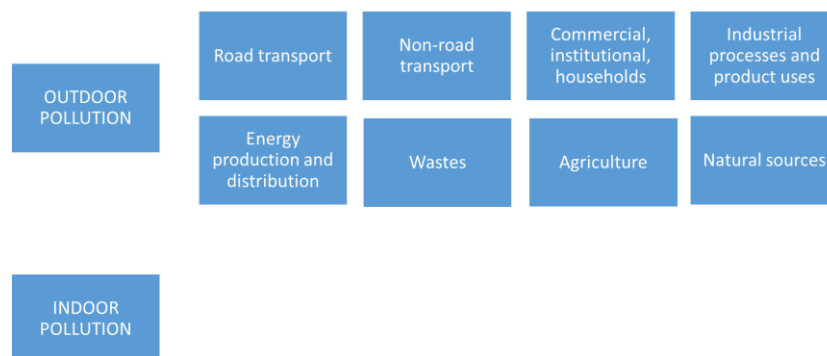 OUTDOOR
POLLUTION
Road transport
Non-road
transport
Commercial,
institutional,
households
Industrial
processes and
product uses
Energy
production and
distribution
Wastes
Agriculture
Natural sources
INDOOR
POLLUTION